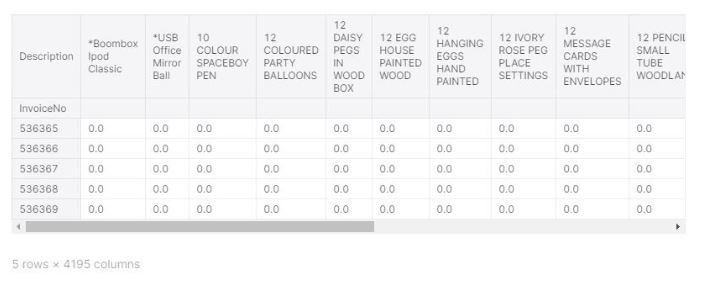 Description *Boombox Ipod Classic *USB Office Mirror Ball 10 COLOUR SPACEBOY PEN 12 COLOURED PARTY BALLOONS 12 DAISY PEGS IN WOOD BOX 12 EGG HOUSE PAINTED WOOD 12 HANGING EGGS HAND PAINTED 12 IVORY ROSE PEG PLACE SETTINGS 12 MESSAGE CARDS WITH ENVELOPES 12 PENCIL SMALL TUBE WOODLAN
InvoiceNo
536365 0.0 0.0 0.0 0.0 0.0 0.0 0.0 0.0 0.0 0.0
536366 0.0 0.0 0.0 0.0 0.0 0.0 0.0 0.0 0.0 0.0
536367 0.0 0.0 0.0 0.0 0.0 0.0 0.0 0.0 0.0 0.0
536368 0.0 0.0 0.0 0.0 0.0 0.0 0.0 0.0 0.0 0.0
536369 0.0 0.0 0.0 0.0 0.0 0.0 0.0 0.0 0.0 0.0
5 rows × 4195 columns